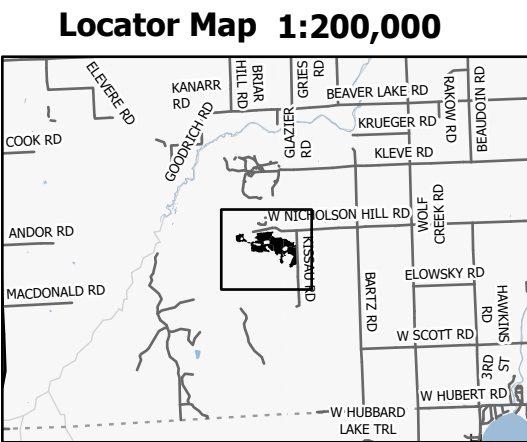 Locator Map 1:200,000
ELEVERE RD
KANARR
RD
BRIAR
HILL RD
GRIES
RD
BEAVER LAKE RD
RAKOW RD
BEAUDOIN RD
COOK RD
GOODRICH RD
GLAZIER
RD
KRUEGER RD
KLEVE RD
W NICHOLSON HILL RD
WOLF
CREEK RD
ANDOR RD
KISSAU RD
BARTZ RD
ELOWSKY RD
MACDONALD RD
HAWKINS
RD
W SCOTT RD
3RD
ST
W HUBERT RD
W HUBBARD
LAKE TRL